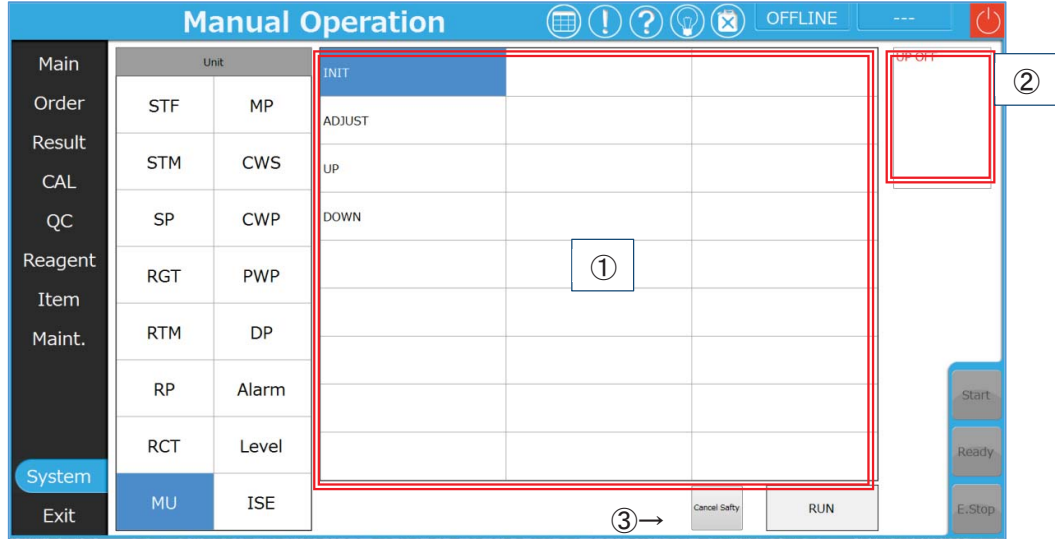 Manual Operation
OFFLINE
---
Main
Order
Result
CAL
QC
Reagent
Item
Maint.
System
Exit
Unit
STF MP
STM CWS
SP CWP
RGT PWP
RTM DP
RP Alarm
RCT Level
MU ISE
INIT
ADJUST
UP
DOWN
①
UP OFF
②
③→
Cancel Safty
RUN
Start
Ready
E.Stop